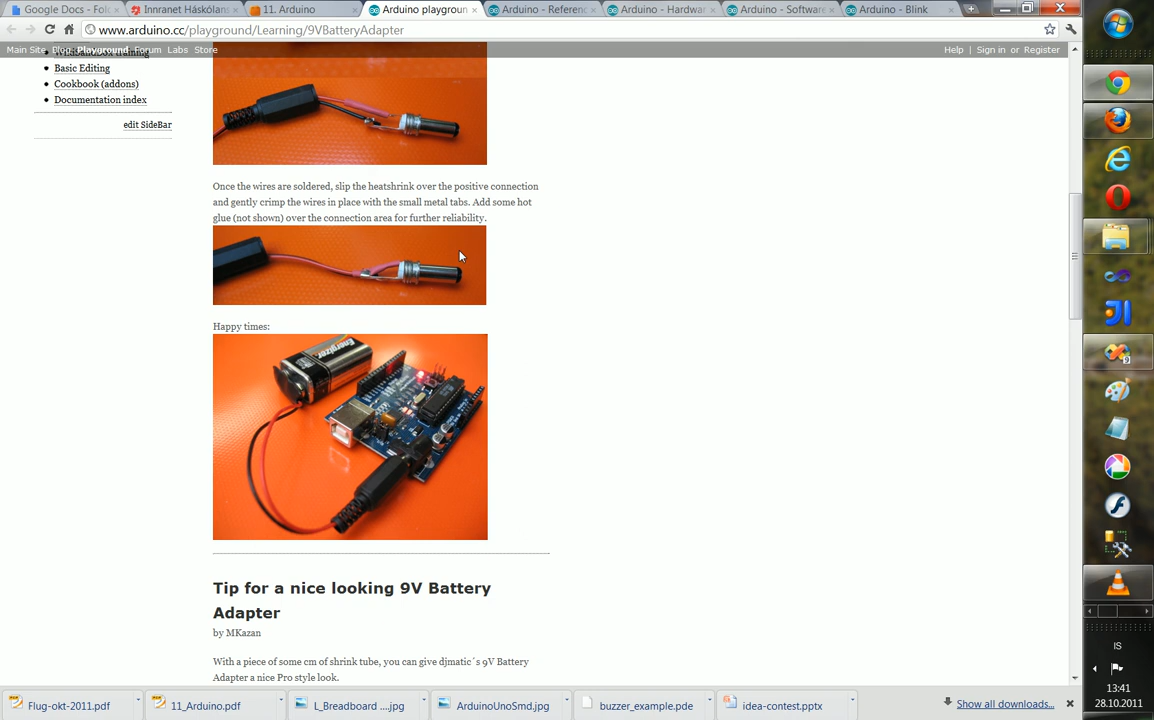 Google Docs - Fol
Innranet Háskólan
11. Arduino
Arduino playgroun
Arduino - Referenc
Arduino - Hardwar
Arduino - Software
Arduino - Blink
www.arduino.cc/playground/Learning/9VBatteryAdapter
Main Site Blog Playground Forum Labs Store
Help | Sign in or Register
Basic Editing
Cookbook (addons)
Documentation index
edit SideBar
Once the wires are soldered, slip the heatshrink over the positive connection
and gently crimp the wires in place with the small metal tabs. Add some hot
glue (not shown) over the connection area for further reliability.
Happy times:
Energizer
Tip for a nice looking 9V Battery
Adapter
by MKazan
With a piece of some cm of shrink tube, you can give djmatic´s 9V Battery
Adapter a nice Pro style look.
Flug-okt-2011.pdf
11_Arduino.pdf
L_Breadboard ....jpg
ArduinoUnoSmd.jpg
buzzer_example.pde
idea-contest.pptx
Show all downloads...
IS
13:41
28.10.2011